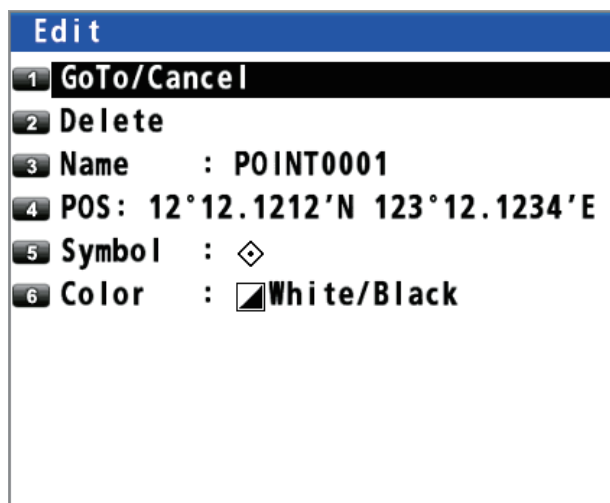 Edit
1 GoTo/Cancel
2 Delete
3 Name : POINT0001
4 POS: 12°12.1212'N 123°12.1234'E
5 Symbol :
6 Color : White/Black